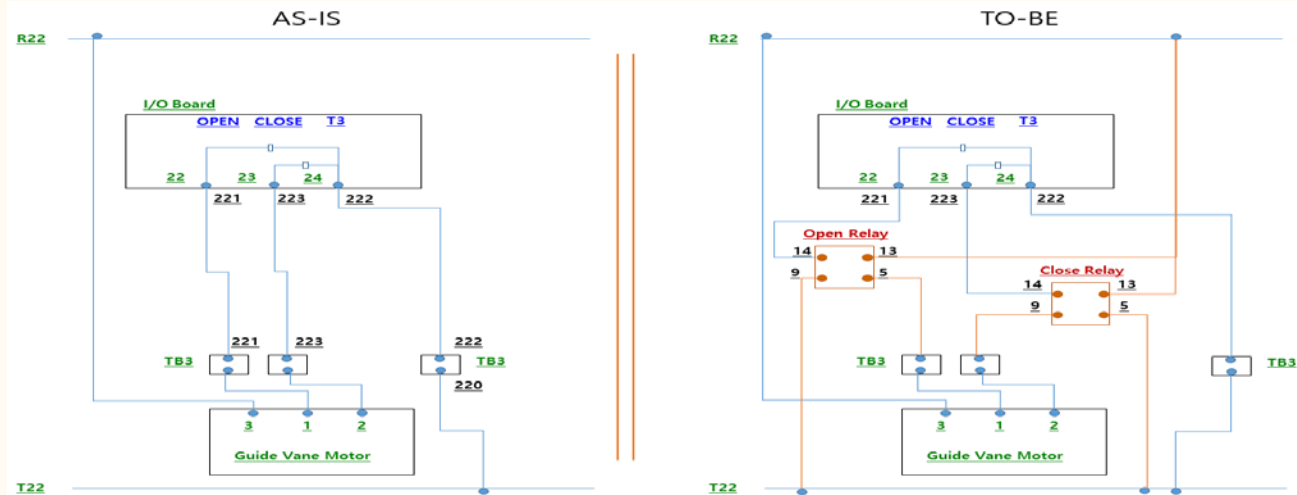 AS-IS
TO-BE
R22
R22
I/O Board
OPEN CLOSE T3
22 23 24
221 223 222
221 223 222
TB3 TB3
220
3 1 2
Guide Vane Motor
T22
I/O Board
OPEN CLOSE T3
22 23 24
221 223 222
Open Relay
14 13
9 5
Close Relay
14 13
9 5
TB3 TB3
3 1 2
Guide Vane Motor
T22